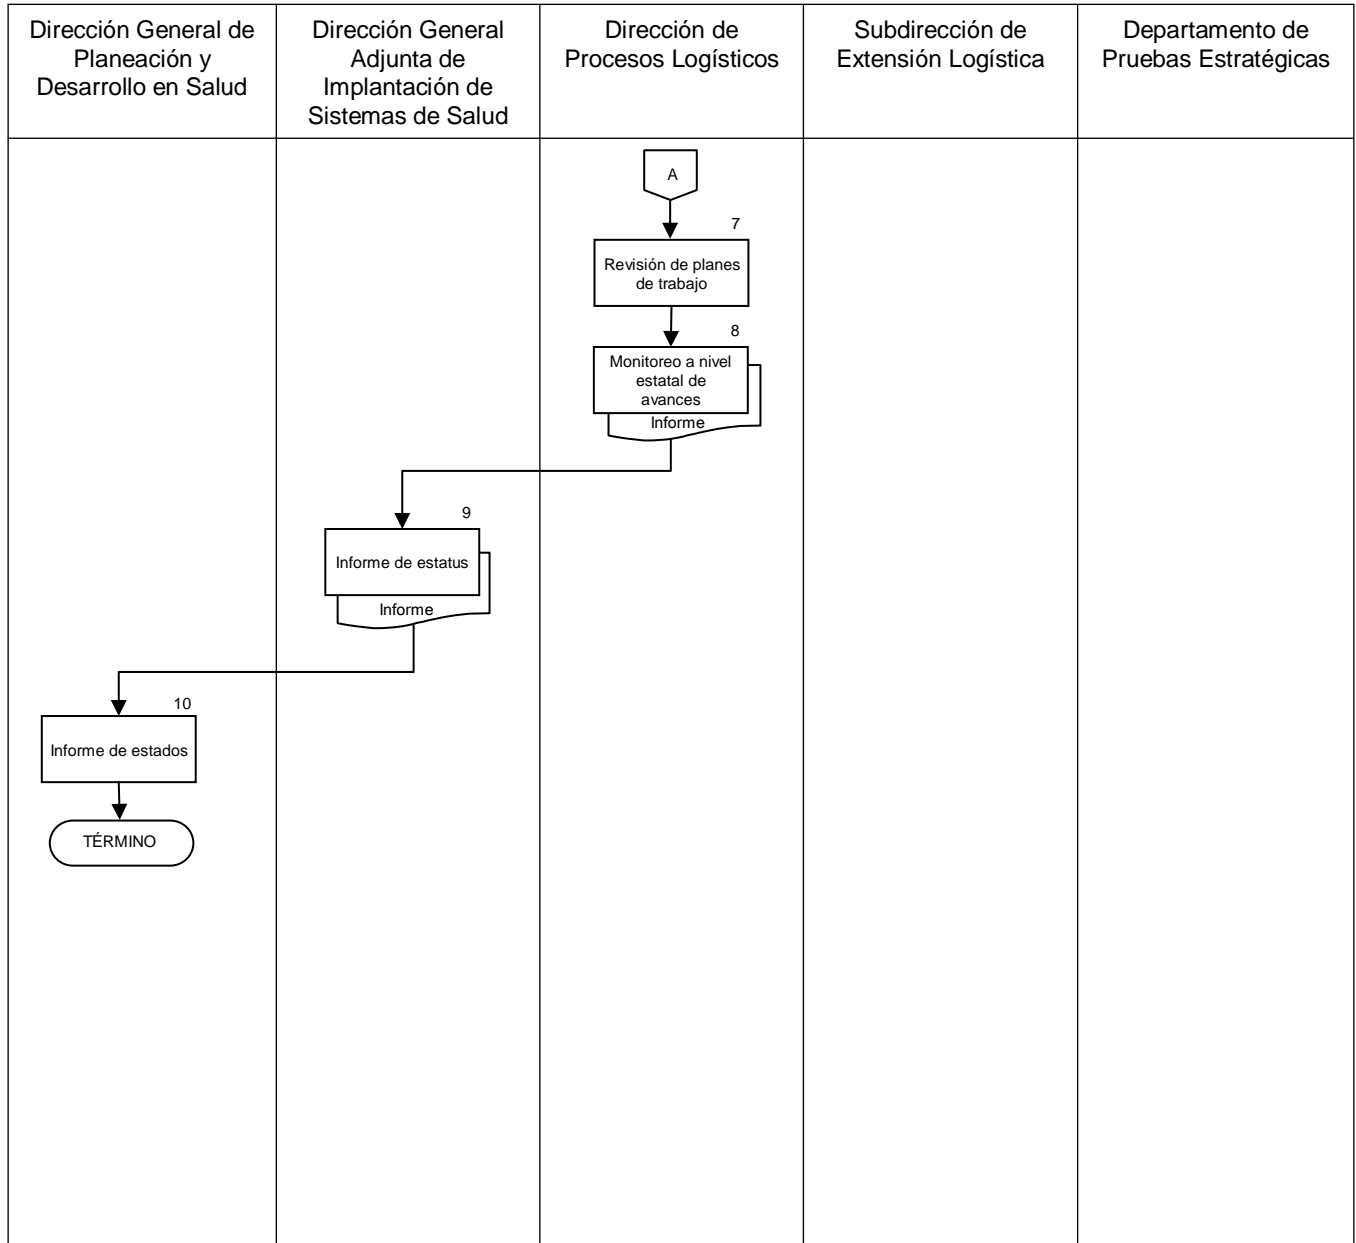 Dirección General de
Planeación y
Desarrollo en Salud
Dirección General
Adjunta de
Implantación de
Sistemas de Salud
Dirección de
Procesos Logísticos
Subdirección de
Extensión Logística
Departamento de
Pruebas Estratégicas
A
7
Revisión de planes
de trabajo
8
Monitoreo a nivel
estatal de
avances
Informe
9
Informe de estatus
Informe
10
Informe de estados
TÉRMINO